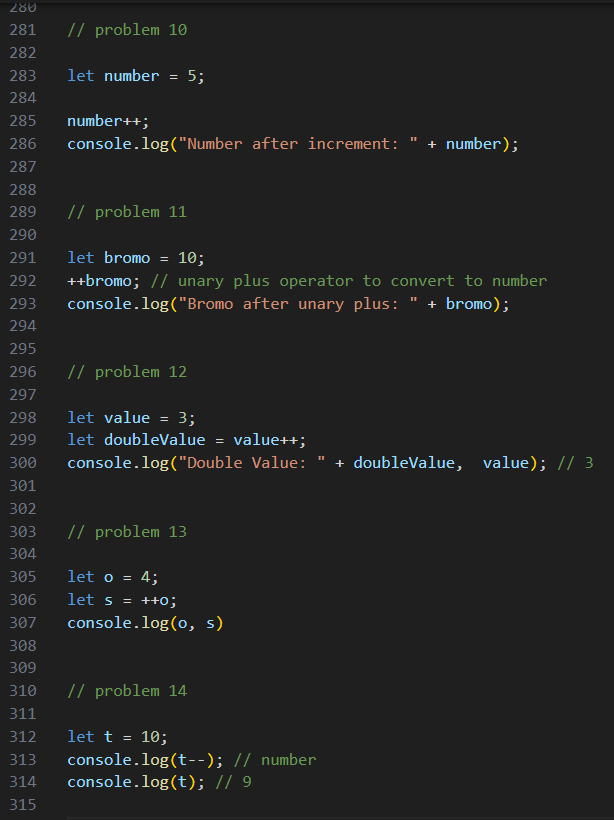 280
281 // problem 10
282
283 let number = 5;
284
285 number++;
286 console.log("Number after increment: " + number);
287
288
289 // problem 11
290
291 let bromo = 10;
292 ++bromo; // unary plus operator to convert to number
293 console.log("Bromo after unary plus: " + bromo);
294
295
296 // problem 12
297
298 let value = 3;
299 let doubleValue = value++;
300 console.log("Double Value: " + doubleValue,  value); // 3
301
302
303 // problem 13
304
305 let o = 4;
306 let s = ++o;
307 console.log(o, s)
308
309
310 // problem 14
311
312 let t = 10;
313 console.log(t--); // number
314 console.log(t); // 9
315